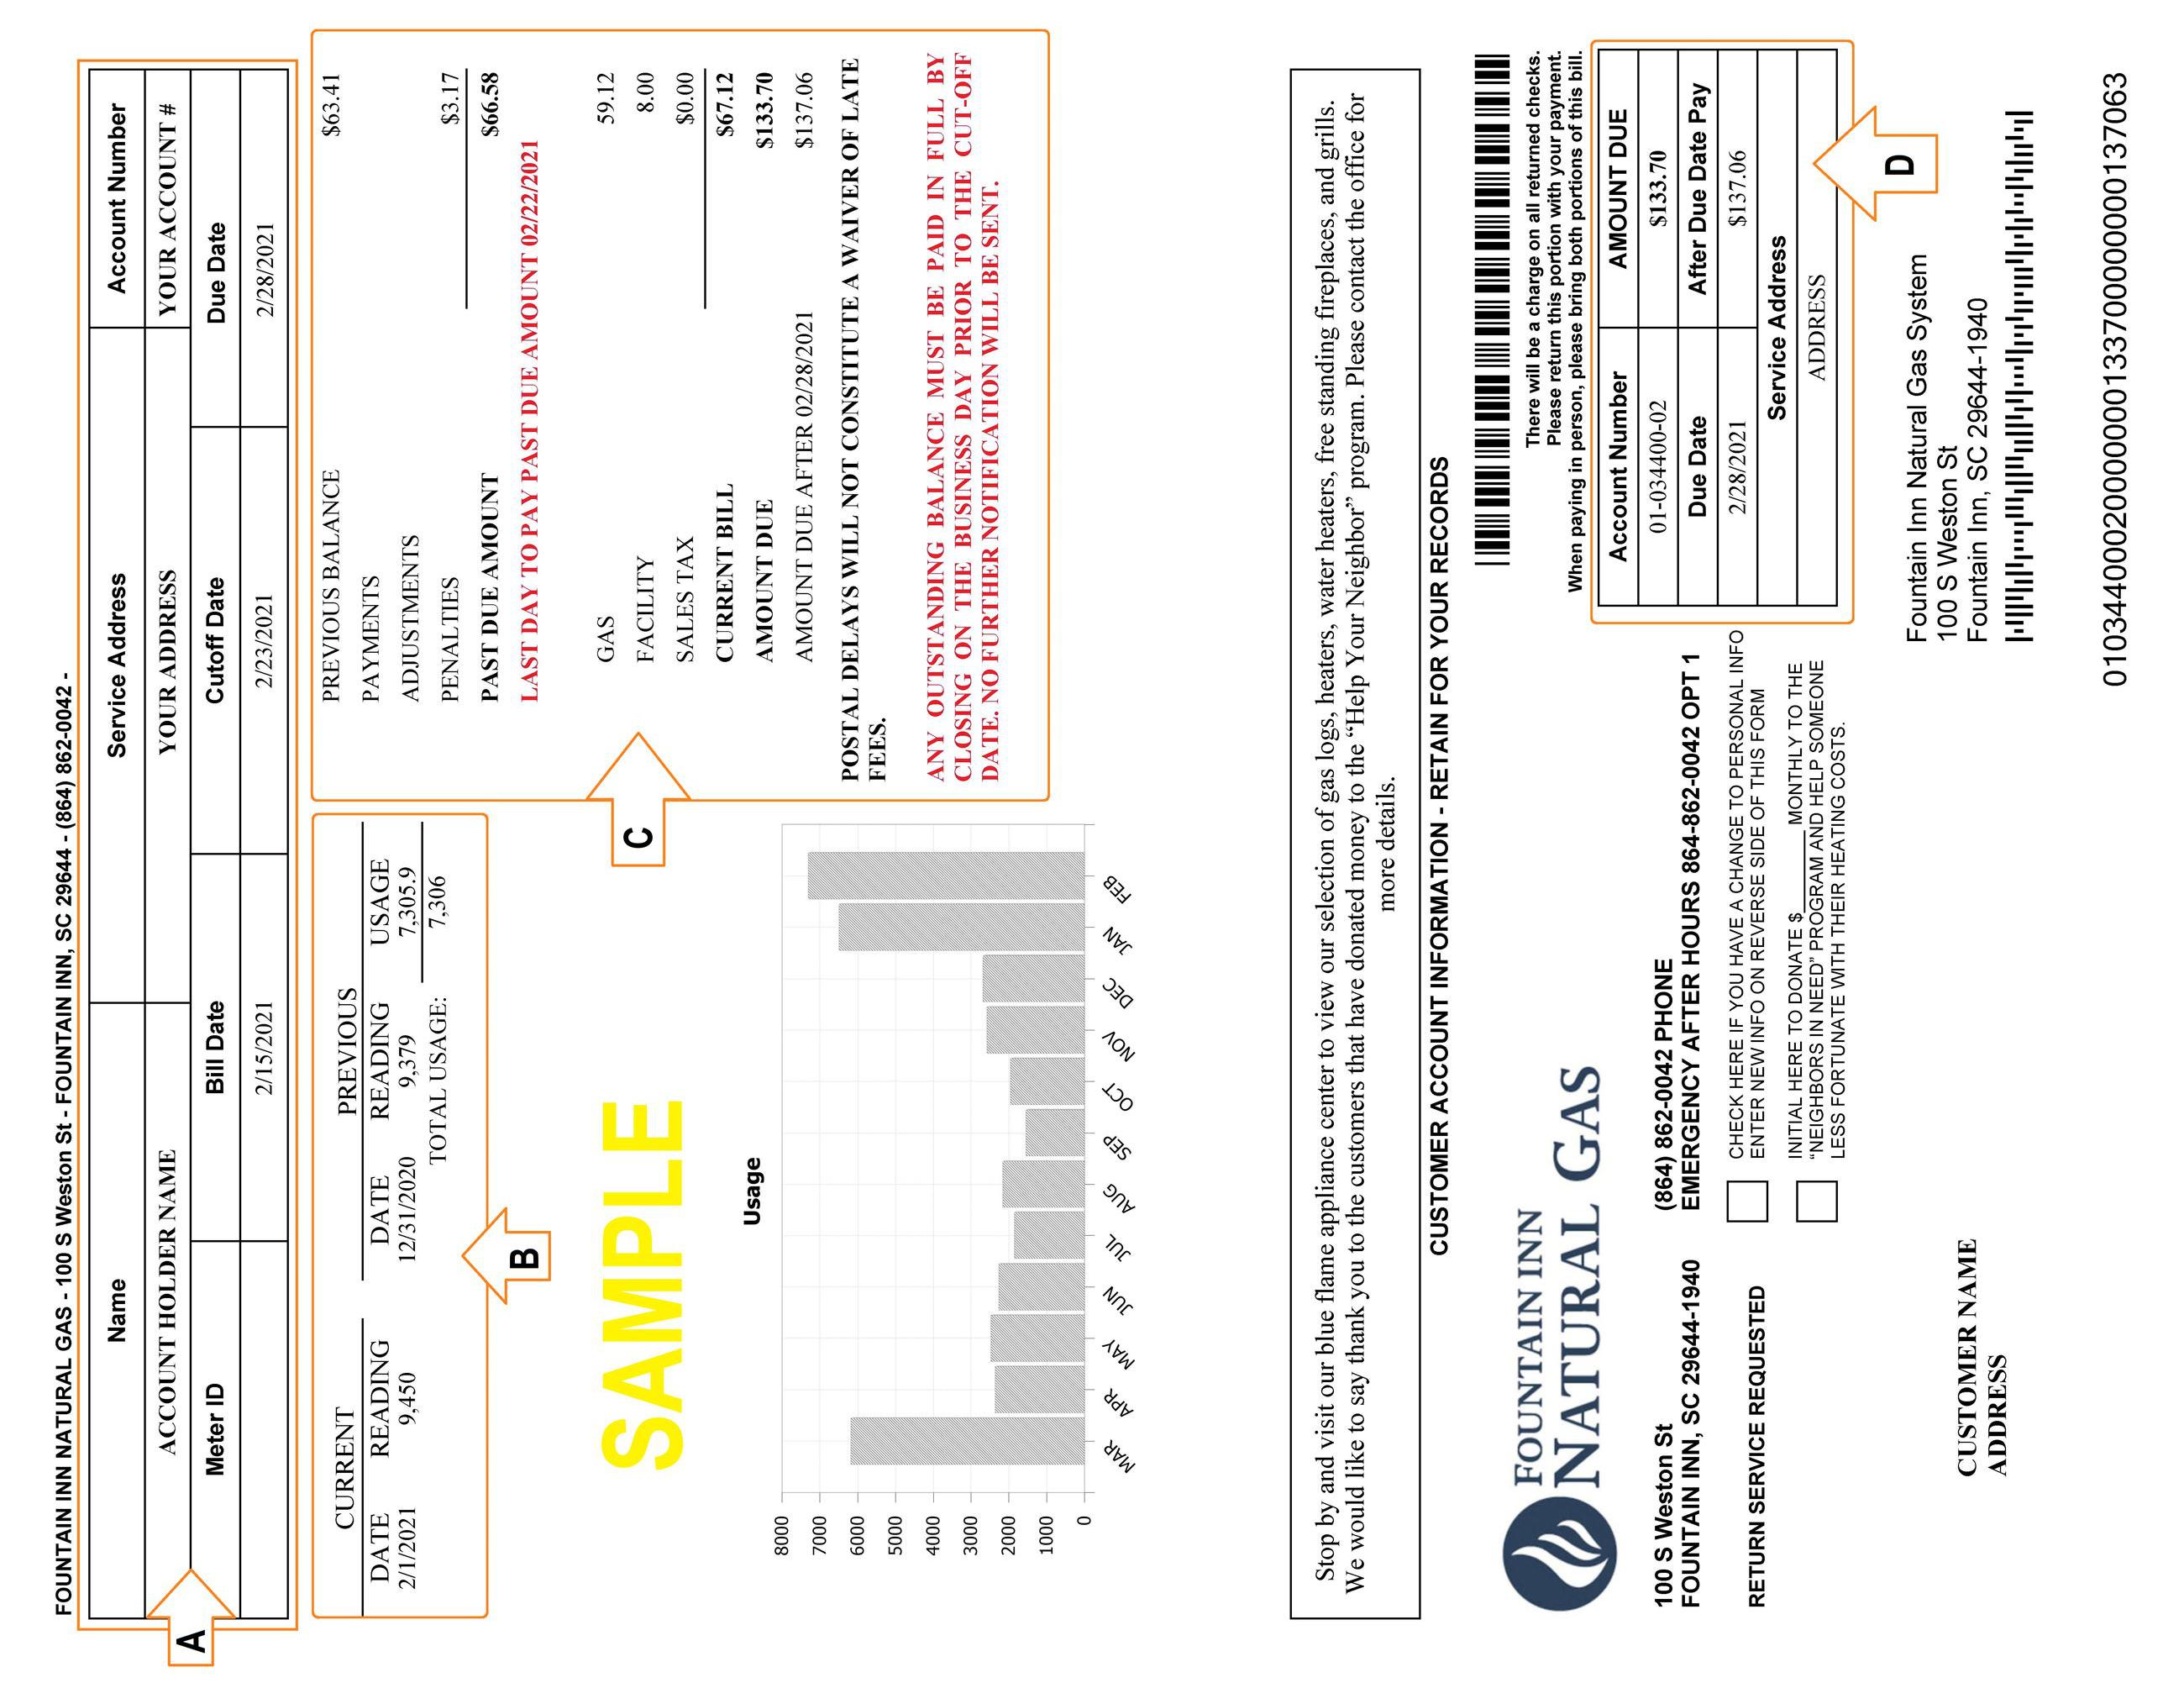 FOUNTAIN INN NATURAL GAS - 100 S Weston St - FOUNTAIN INN, SC 29644 - (864) 862-0042 -
Name Service Address Account Number
ACCOUNT HOLDER NAME YOUR ADDRESS YOUR ACCOUNT #
Meter ID Bill Date Cutoff Date Due Date
2/15/2021 2/23/2021 2/28/2021
A
CURRENT PREVIOUS
DATE READING DATE READING USAGE
2/1/2021 9,450 12/31/2020 9,379 7,305.9
TOTAL USAGE: 7,306
B
SAMPLE
Usage
8000
7000
6000
5000
4000
3000
2000
1000
0
MAR APR MAY JUN JUL AUG SEP OCT NOV DEC JAN FEB
C
PREVIOUS BALANCE $63.41
PAYMENTS
ADJUSTMENTS
PENALTIES $3.17
PAST DUE AMOUNT $66.58
LAST DAY TO PAY PAST DUE AMOUNT 02/22/2021
GAS 59.12
FACILITY 8.00
SALES TAX $0.00
CURRENT BILL $67.12
AMOUNT DUE $133.70
AMOUNT DUE AFTER 02/28/2021 $137.06
POSTAL DELAYS WILL NOT CONSTITUTE A WAIVER OF LATE
FEES.
ANY OUTSTANDING BALANCE MUST BE PAID IN FULL BY
CLOSING ON THE BUSINESS DAY PRIOR TO THE CUT-OFF
DATE. NO FURTHER NOTIFICATION WILL BE SENT.
Stop by and visit our blue flame appliance center to view our selection of gas logs, heaters, water heaters, free standing fireplaces, and grills.
We would like to say thank you to the customers that have donated money to the “Help Your Neighbor” program. Please contact the office for
more details.
CUSTOMER ACCOUNT INFORMATION - RETAIN FOR YOUR RECORDS
FOUNTAIN INN
NATURAL GAS
100 S Weston St
FOUNTAIN INN, SC 29644-1940
(864) 862-0042 PHONE
EMERGENCY AFTER HOURS 864-862-0042 OPT 1
RETURN SERVICE REQUESTED
CHECK HERE IF YOU HAVE A CHANGE TO PERSONAL INFO
ENTER NEW INFO ON REVERSE SIDE OF THIS FORM
INITIAL HERE TO DONATE $______ MONTHLY TO THE
“NEIGHBORS IN NEED” PROGRAM AND HELP SOMEONE
LESS FORTUNATE WITH THEIR HEATING COSTS.
There will be a charge on all returned checks.
Please return this portion with your payment.
When paying in person, please bring both portions of this bill.
Account Number AMOUNT DUE
01-034400-02 $133.70
Due Date After Due Date Pay
2/28/2021 $137.06
Service Address
ADDRESS
D
CUSTOMER NAME
ADDRESS
Fountain Inn Natural Gas System
100 S Weston St
Fountain Inn, SC 29644-1940
010344000200000000133700000000137063